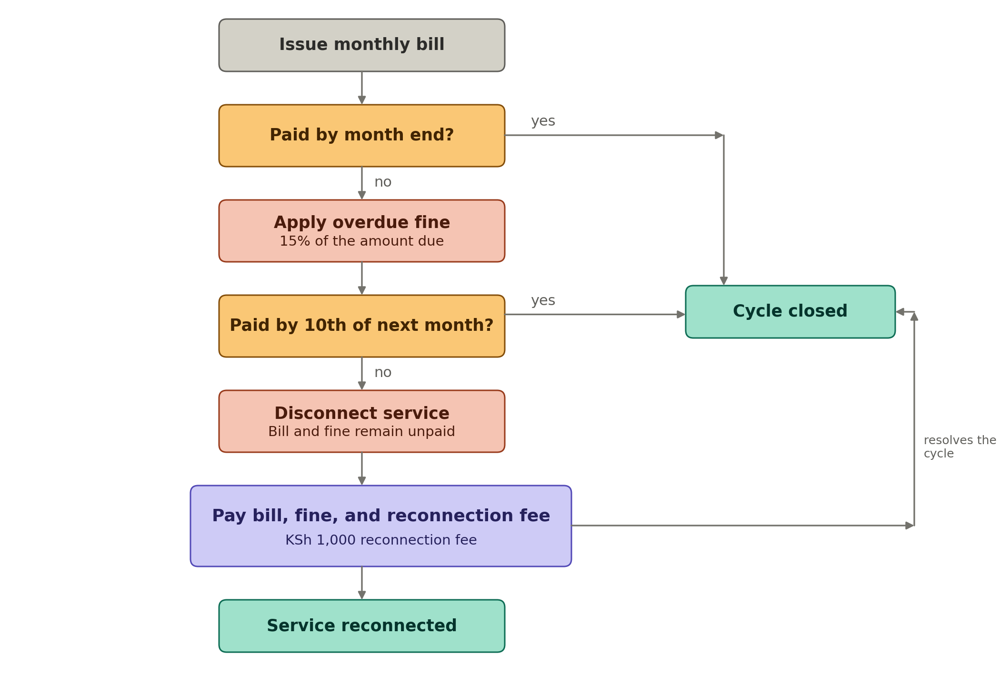 Issue monthly bill
Paid by month end?
yes
no
Apply overdue fine
15% of the amount due
Paid by 10th of next month?
yes
Cycle closed
no
Disconnect service
Bill and fine remain unpaid
resolves the
cycle
Pay bill, fine, and reconnection fee
KSh 1,000 reconnection fee
Service reconnected